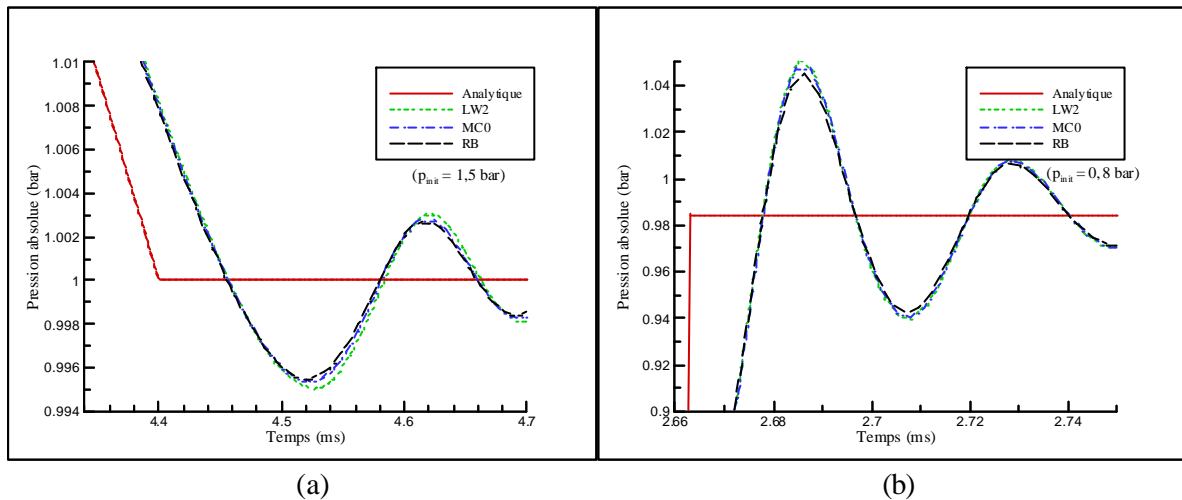 1.01
1.008
1.006
1.004
1.002
1
0.998
0.996
0.994
Pression absolue (bar)
4.4
4.5
4.6
4.7
Temps (ms)
Analytique
LW2
MC0
RB
(p_init = 1,5 bar)
(a)
1.04
1.02
1
0.98
0.96
0.94
0.92
0.9
Pression absolue (bar)
2.66
2.68
2.7
2.72
2.74
Temps (ms)
Analytique
LW2
MC0
RB
(p_init = 0,8 bar)
(b)